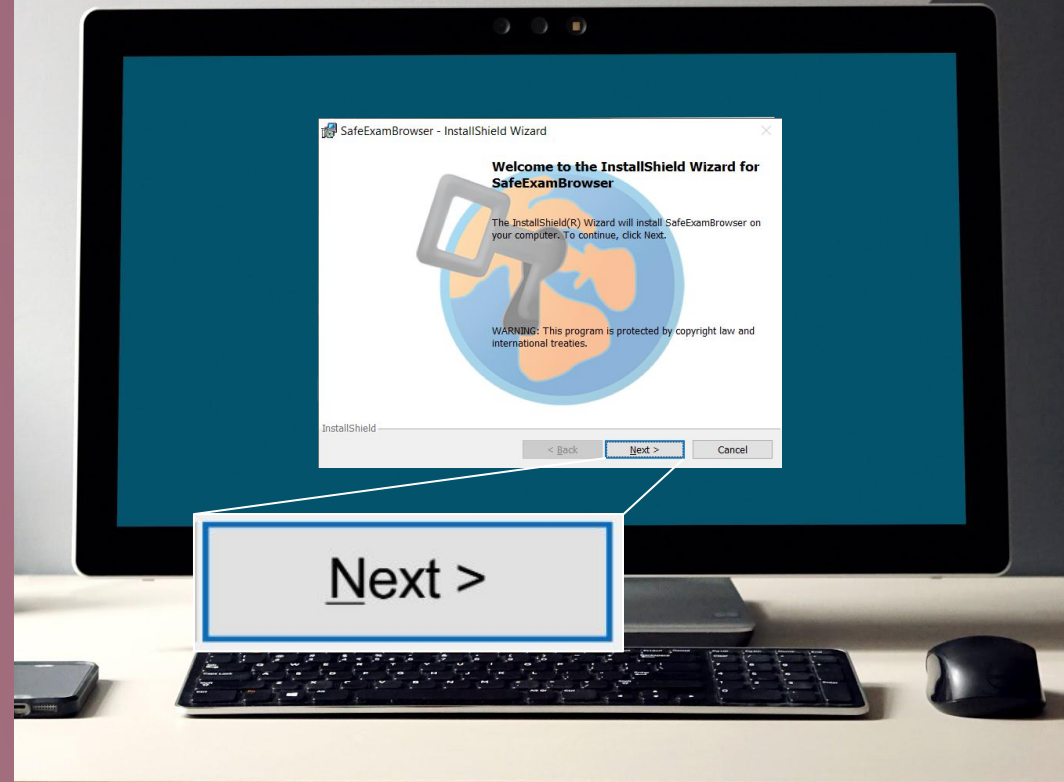 SafeExamBrowser - InstallShield Wizard
Welcome to the InstallShield Wizard for
SafeExamBrowser
The InstallShield(R) Wizard will install SafeExamBrowser on
your computer. To continue, click Next.
WARNING: This program is protected by copyright law and
international treaties.
InstallShield
< Back
Next >
Cancel
Next >